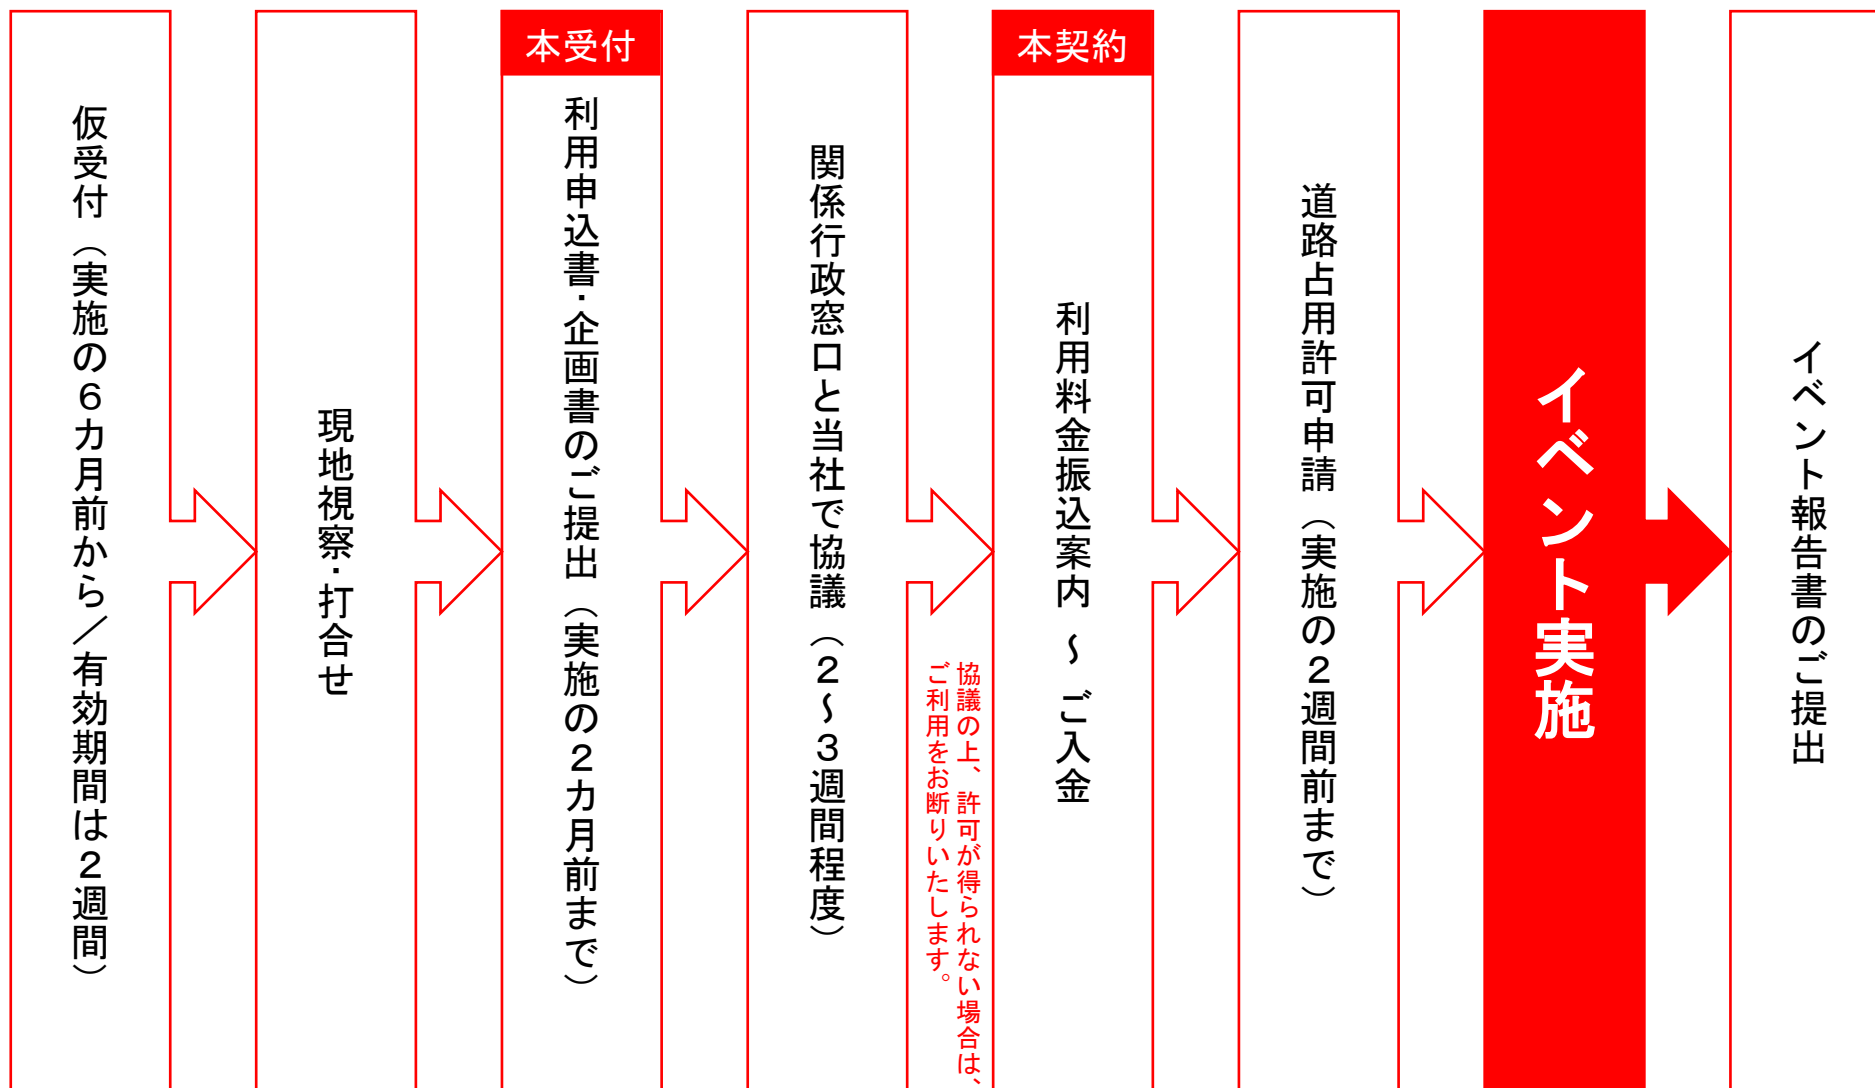 仮受付（実施の６カ月前から／有効期間は２週間）
現地視察・打合せ
本受付
利用申込書・企画書のご提出（実施の２カ月前まで）
関係行政窓口と当社で協議（２～３週間程度）
協議の上、許可が得られない場合は、
ご利用をお断りいたします。
本契約
利用料金振込案内 ～ ご入金
道路占用許可申請（実施の２週間前まで）
イベント実施
イベント報告書のご提出